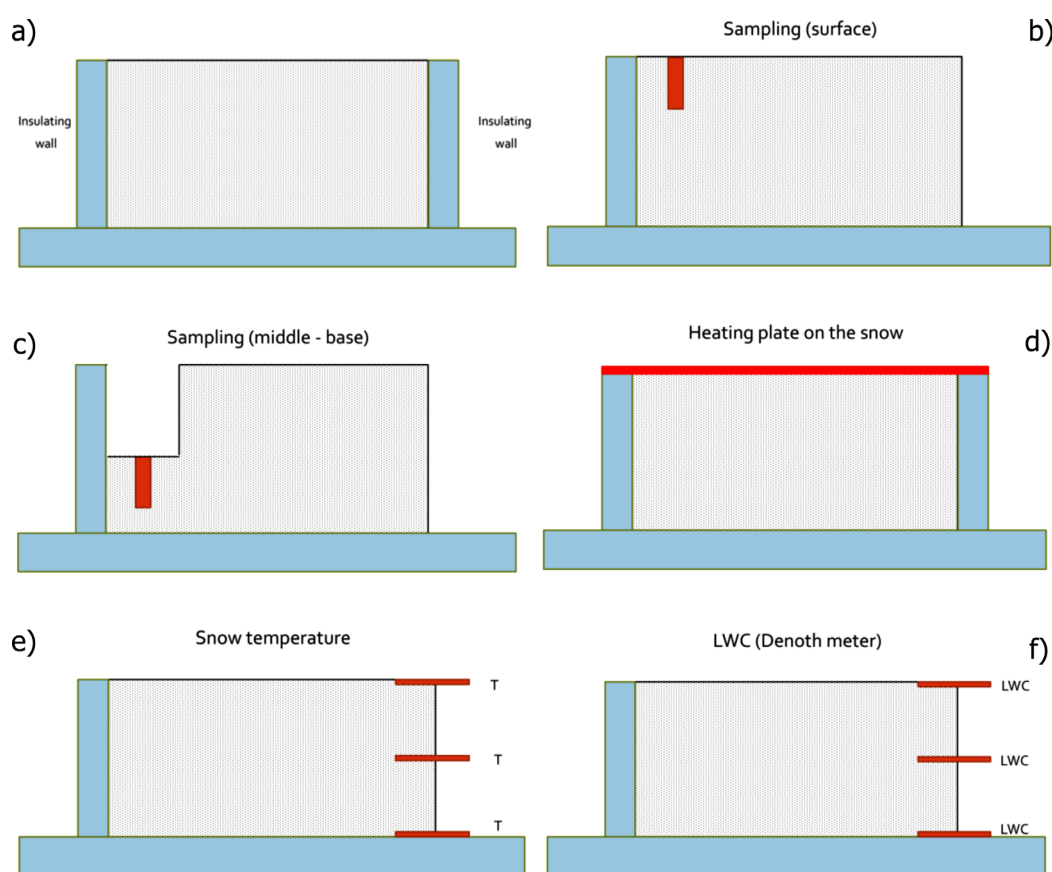 a)
Sampling (surface)
b)
Insulating
wall
Insulating
wall
c)
Sampling (middle - base)
Heating plate on the snow
d)
e)
Snow temperature
LWC (Denoth meter)
f)
T
T
T
LWC
LWC
LWC